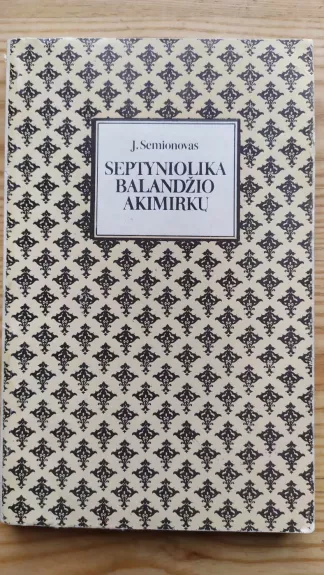 J. Semionovas
SEPTYNIOLIKA
BALANDŽIO
AKIMIRKŲ